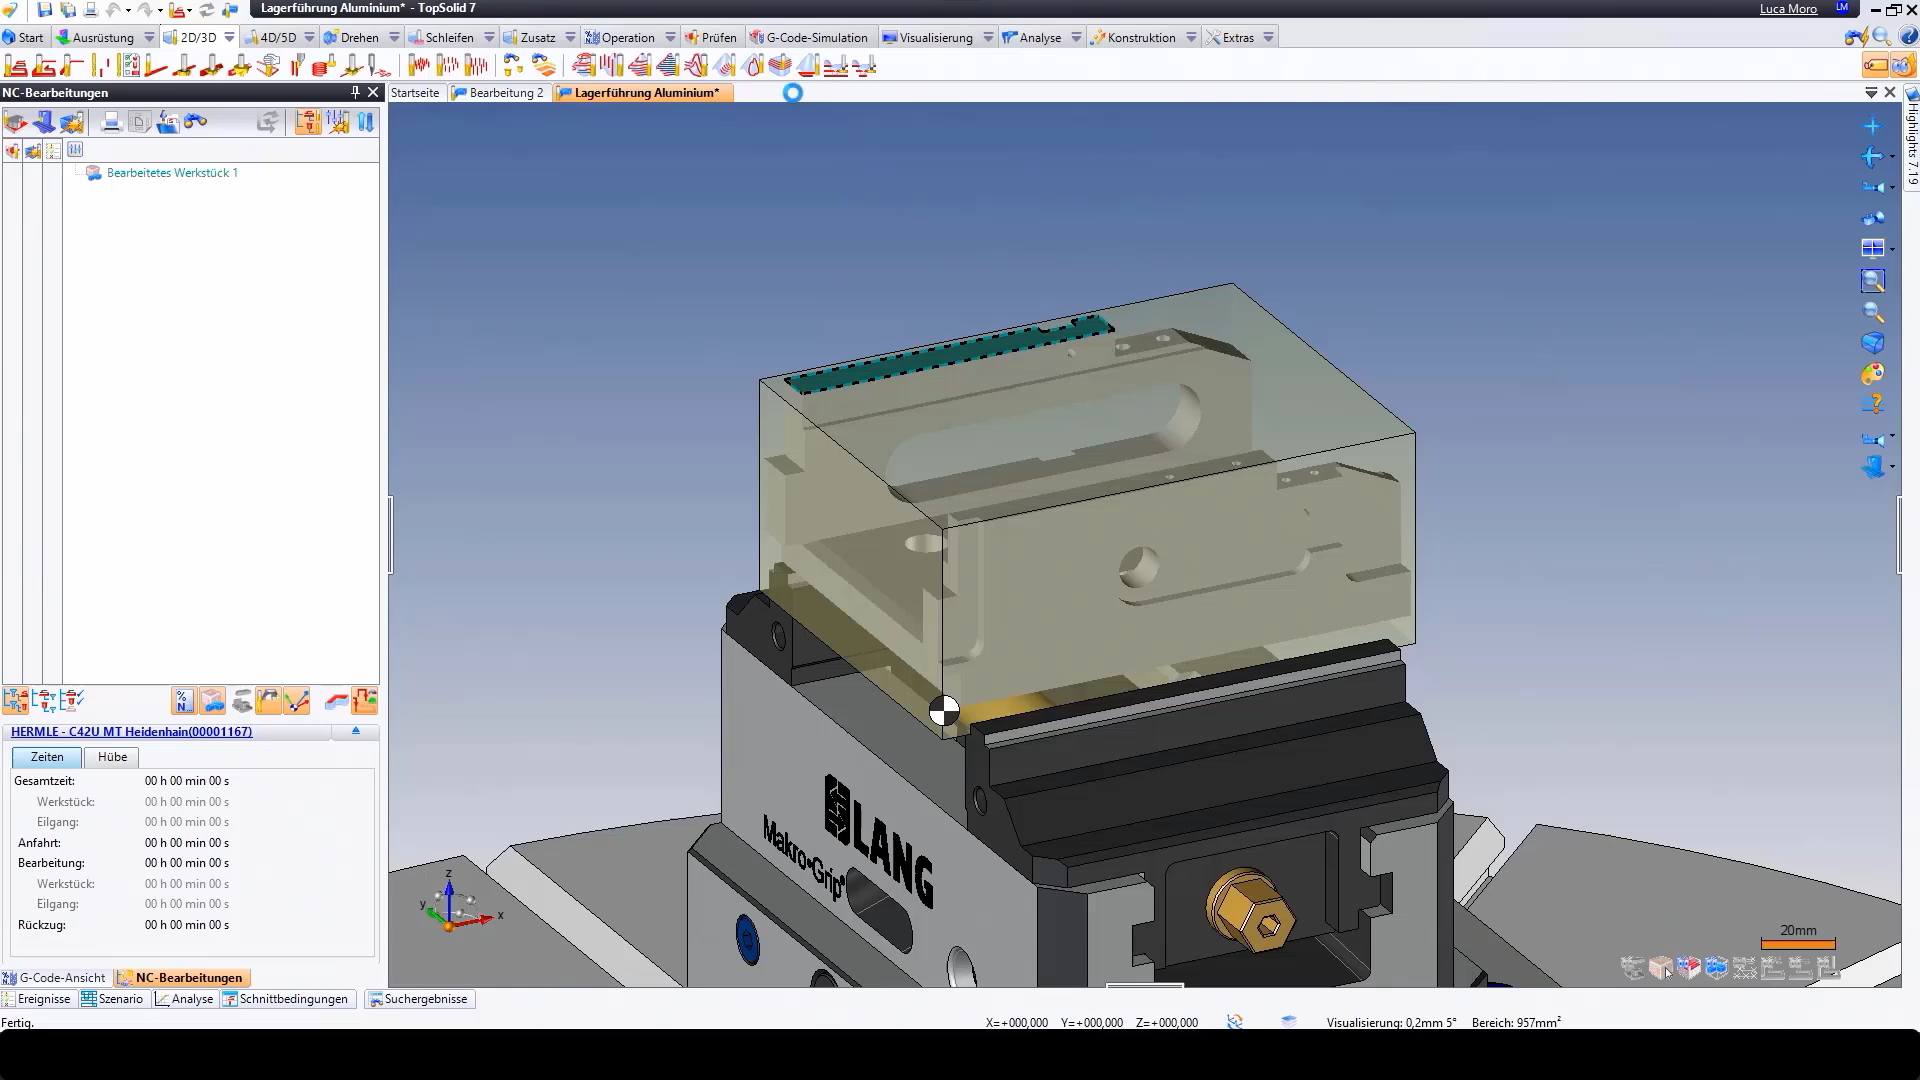 Lagerführung Aluminium* - TopSolid 7
Luca Moro
LM
Start
Ausrüstung
2D/3D
4D/5D
Drehen
Schleifen
Zusatz
Operation
Prüfen
G-Code-Simulation
Visualisierung
Analyse
Konstruktion
Extras
NC-Bearbeitungen
Startseite
Bearbeitung 2
Lagerführung Aluminium*
Highlights 7.19
Bearbeitetes Werkstück 1
HERMLE - C42U MT Heidenhain(00001167)
Zeiten
Hübe
Gesamtzeit: 00 h 00 min 00 s
Werkstück: 00 h 00 min 00 s
Eilgang: 00 h 00 min 00 s
Anfahrt: 00 h 00 min 00 s
Bearbeitung: 00 h 00 min 00 s
Werkstück: 00 h 00 min 00 s
Eilgang: 00 h 00 min 00 s
Rückzug: 00 h 00 min 00 s
LANG
Makro•Grip®
z
y
x
20mm
G-Code-Ansicht
NC-Bearbeitungen
Ereignisse
Szenario
Analyse
Schnittbedingungen
Suchergebnisse
Fertig.
X=+000,000 Y=+000,000 Z=+000,000
Visualisierung: 0,2mm 5°
Bereich: 957mm²